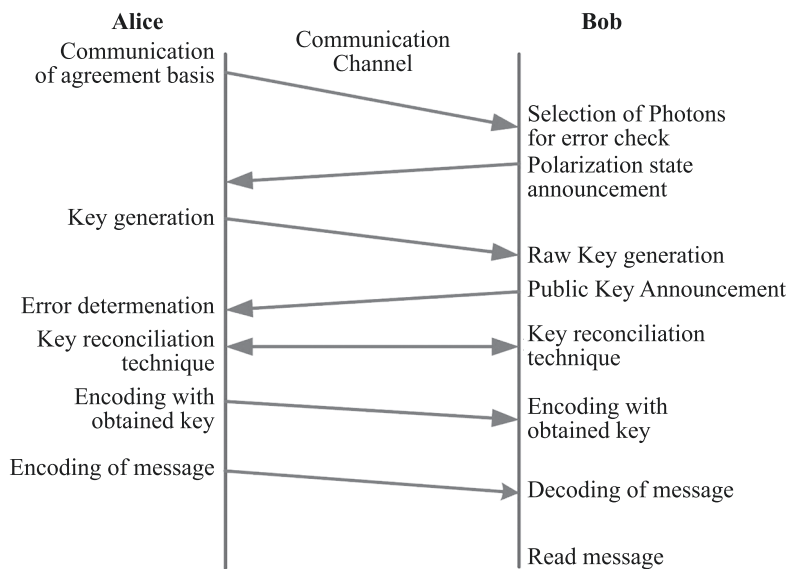 Alice
Bob
Communication
Channel
Communication
of agreement basis
Selection of Photons
for error check
Polarization state
announcement
Key generation
Raw Key generation
Public Key Announcement
Error determenation
Key reconciliation
technique
Key reconciliation
technique
Encoding with
obtained key
Encoding with
obtained key
Encoding of message
Decoding of message
Read message